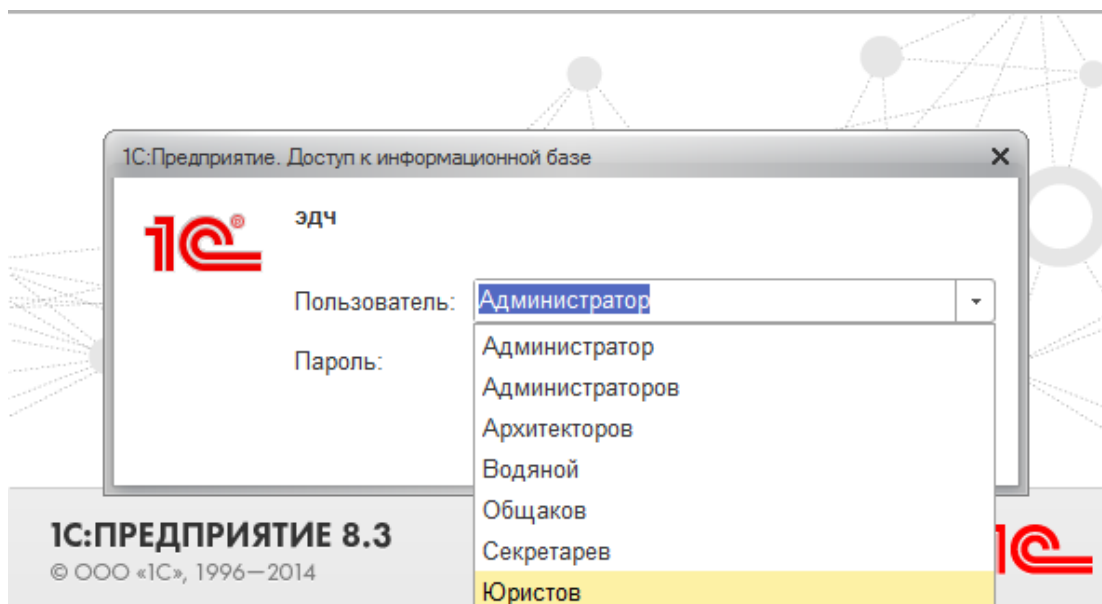 1С:Предприятие. Доступ к информационной базе
1С®
эдч
Пользователь: Администратор
Пароль:
Администратор
Администраторов
Архитекторов
Водяной
Общаков
Секретарев
Юристов
1С:ПРЕДПРИЯТИЕ 8.3
© ООО «1С», 1996—2014
1С